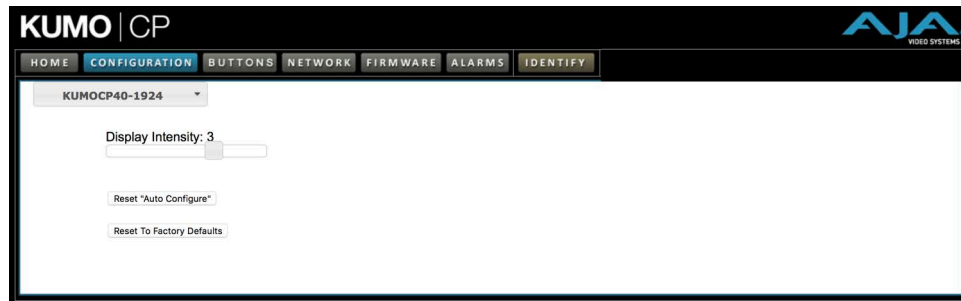 KUMO | CP
AJA
VIDEO SYSTEMS
HOME CONFIGURATION BUTTONS NETWORK FIRMWARE ALARMS IDENTIFY
KUMOCP40-1924
Display Intensity: 3
Reset "Auto Configure"
Reset To Factory Defaults